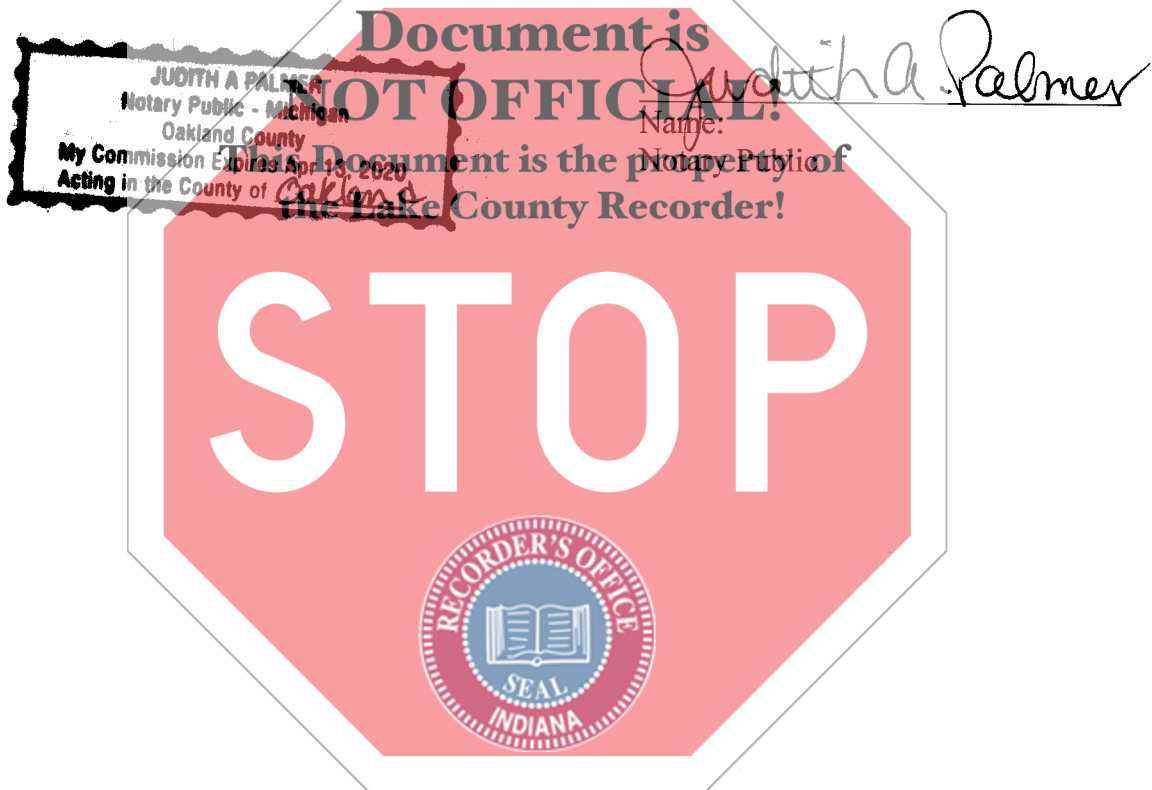 Document is
NOT OFFICIAL!
This Document is the property of
the Lake County Recorder!
JUDITH A PALMER
Notary Public - Michigan
Oakland County
My Commission Expires Apr 13, 2020
Acting in the County of Oakland
Judith A. Palmer
Name:
Notary Public
STOP
RECORDER'S OFFICE
SEAL
INDIANA